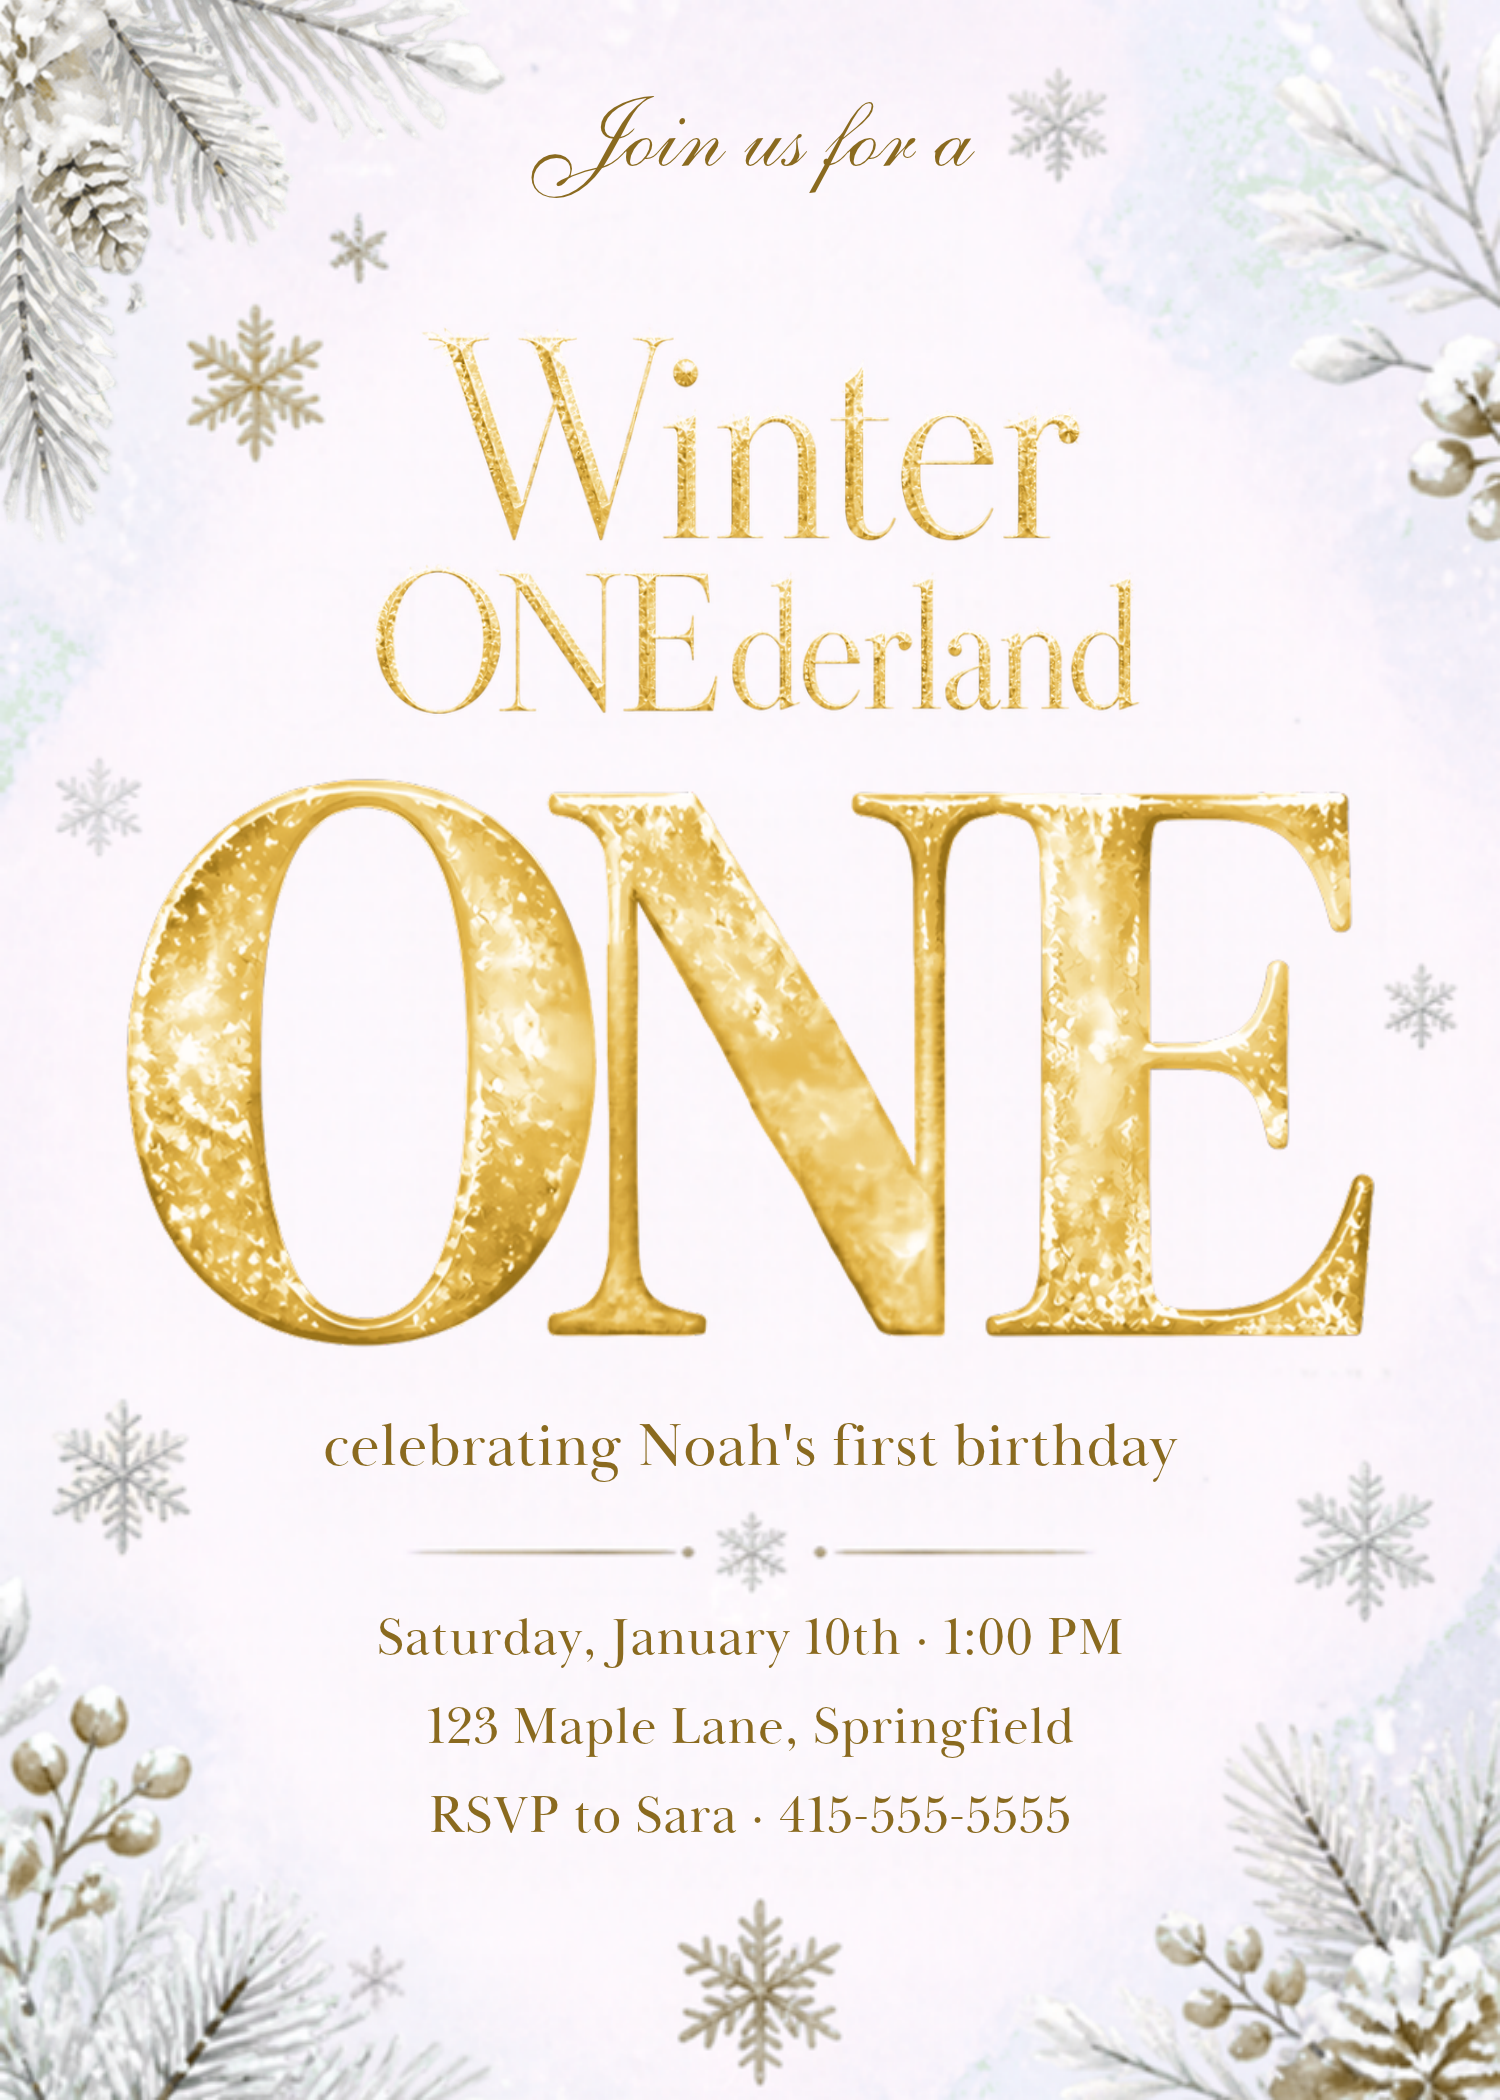 Join us for a
Winter
ONEderland
ONE
celebrating Noah's first birthday
Saturday, January 10th · 1:00 PM
123 Maple Lane, Springfield
RSVP to Sara · 415-555-5555